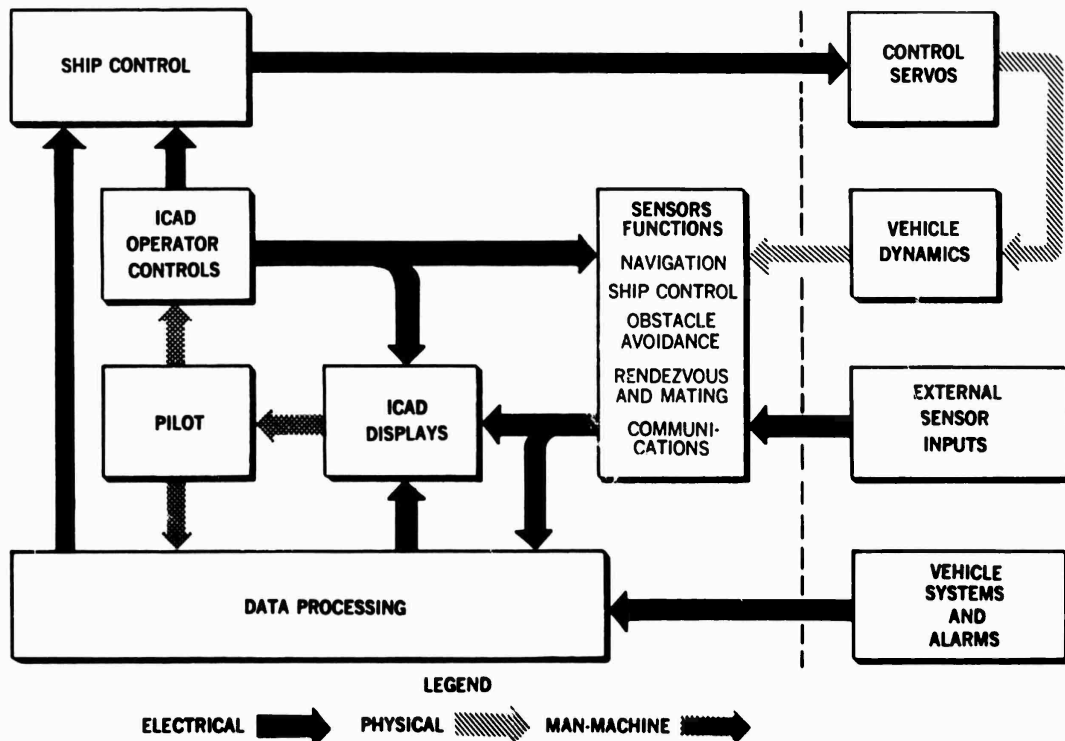 SHIP CONTROL
CONTROL
SERVOS
ICAD
OPERATOR
CONTROLS
SENSORS
FUNCTIONS
NAVIGATION
SHIP CONTROL
OBSTACLE
AVOIDANCE
RENDEZVOUS
AND MATING
COMMUNI-
CATIONS
VEHICLE
DYNAMICS
PILOT
ICAD
DISPLAYS
EXTERNAL
SENSOR
INPUTS
DATA PROCESSING
VEHICLE
SYSTEMS
AND
ALARMS
LEGEND
ELECTRICAL PHYSICAL MAN-MACHINE